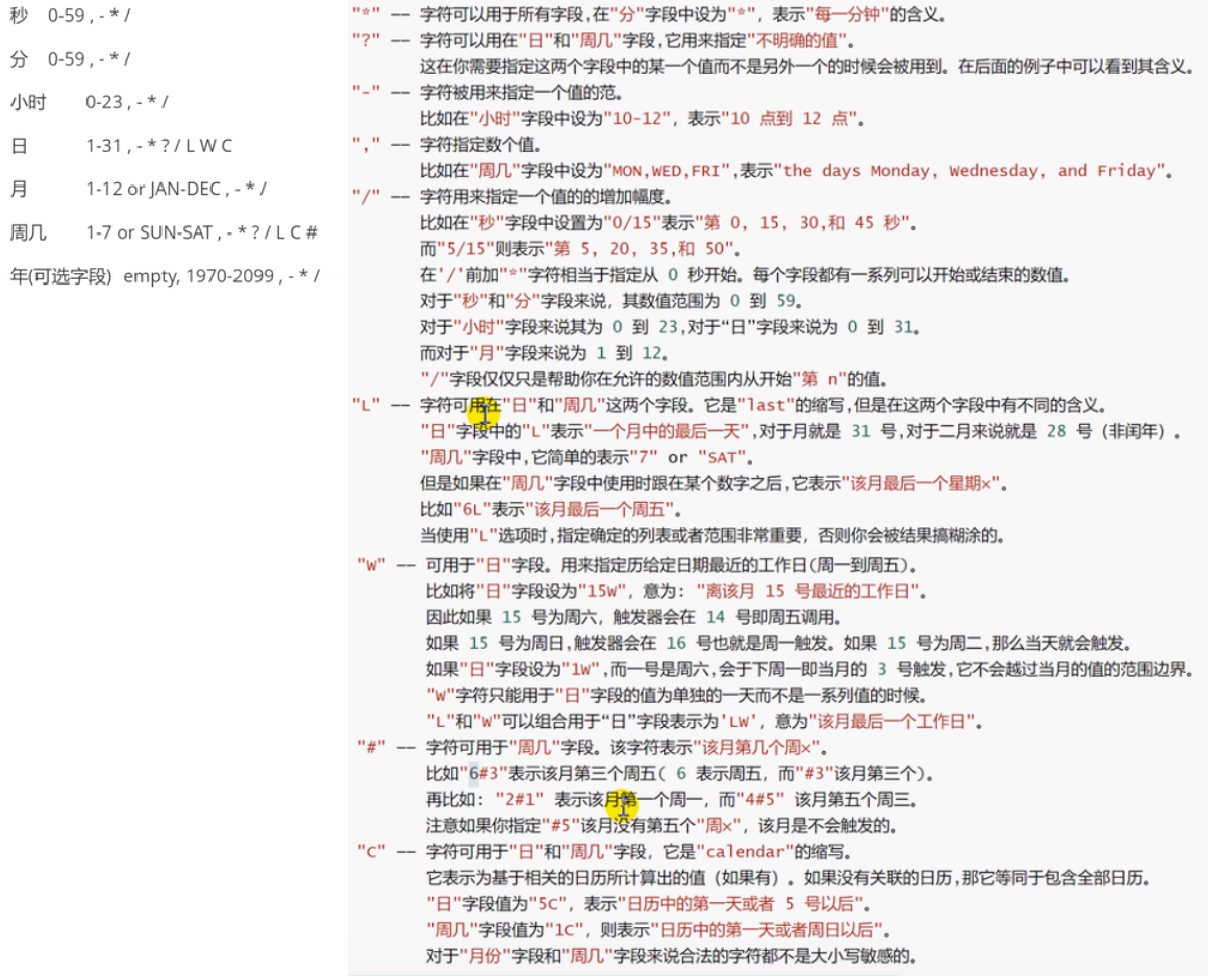 秒 0-59 , - * /
分 0-59 , - * /
小时 0-23 , - * /
日 1-31 , - * ? / L W C
月 1-12 or JAN-DEC , - * /
周几 1-7 or SUN-SAT , - * ? / L C #
年(可选字段) empty, 1970-2099 , - * /
"*" —— 字符可以用于所有字段,在"分"字段中设为"*"，表示"每一分钟"的含义。
"?" —— 字符可以用在"日"和"周几"字段,它用来指定"不明确的值"。
这在你需要指定这两个字段中的某一个值而不是另外一个的时候会被用到。在后面的例子中可以看到其含义。
"-" —— 字符被用来指定一个值的范。
比如在"小时"字段中设为"10-12"，表示"10 点到 12 点"。
"," —— 字符指定数个值。
比如在"周几"字段中设为"MON,WED,FRI",表示"the days Monday, Wednesday, and Friday"。
"/" —— 字符用来指定一个值的的增加幅度。
比如在"秒"字段中设置为"0/15"表示"第 0, 15, 30,和 45 秒"。
而"5/15"则表示"第 5, 20, 35,和 50"。
在'/'前加"*"字符相当于指定从 0 秒开始。每个字段都有一系列可以开始或结束的数值。
对于"秒"和"分"字段来说，其数值范围为 0 到 59。
对于"小时"字段来说其为 0 到 23,对于“日”字段来说为 0 到 31。
而对于"月"字段来说为 1 到 12。
"/"字段仅仅只是帮助你在允许的数值范围内从开始"第 n"的值。
"L" —— 字符可用在"日"和"周几"这两个字段。它是"last"的缩写,但是在这两个字段中有不同的含义。
"日"字段中的"L"表示"一个月中的最后一天",对于月就是 31 号,对于二月来说就是 28 号（非闰年）。
"周几"字段中,它简单的表示"7" or "SAT"。
但是如果在"周几"字段中使用时跟在某个数字之后,它表示"该月最后一个星期×"。
比如"6L"表示"该月最后一个周五"。
当使用"L"选项时,指定确定的列表或者范围非常重要，否则你会被结果搞糊涂的。
"W" —— 可用于"日"字段。用来指定历给定日期最近的工作日(周一到周五)。
比如将"日"字段设为"15W"，意为: "离该月 15 号最近的工作日"。
因此如果 15 号为周六，触发器会在 14 号即周五调用。
如果 15 号为周日,触发器会在 16 号也就是周一触发。如果 15 号为周二,那么当天就会触发。
如果"日"字段设为"1W",而一号是周六,会于下周一即当月的 3 号触发,它不会越过当月的值的范围边界。
"W"字符只能用于"日"字段的值为单独的一天而不是一系列值的时候。
"L"和"W"可以组合用于“日”字段表示为'LW'，意为"该月最后一个工作日"。
"#" —— 字符可用于"周几"字段。该字符表示"该月第几个周×"。
比如"6#3"表示该月第三个周五( 6 表示周五，而"#3"该月第三个)。
再比如: "2#1" 表示该月第一个周一，而"4#5" 该月第五个周三。
注意如果你指定"#5"该月没有第五个"周×"，该月是不会触发的。
"C" —— 字符可用于"日"和"周几"字段，它是"calendar"的缩写。
它表示为基于相关的日历所计算出的值（如果有）。如果没有关联的日历,那它等同于包含全部日历。
"日"字段值为"5C"，表示"日历中的第一天或者 5 号以后"。
"周几"字段值为"1C"，则表示"日历中的第一天或者周日以后"。
对于"月份"字段和"周几"字段来说合法的字符都不是大小写敏感的。